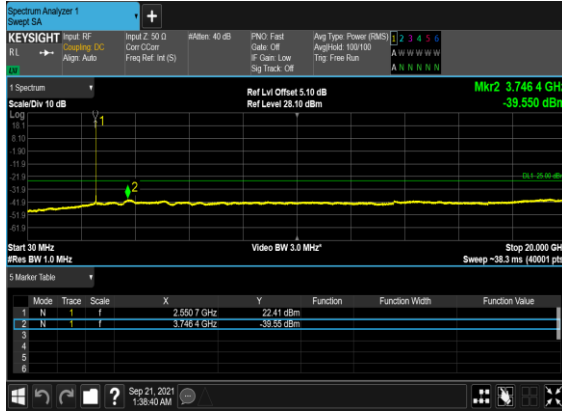 Spectrum Analyzer 1
Swept SA
+
KEYSIGHT Input: RF Input Z: 50 Ω #Atten: 40 dB PNO: Fast Avg Type: Power (RMS) 1 2 3 4 5 6
RL Coupling: DC Corr CCorr Gate: Off Avg|Hold: 100/100 A W W W W W
Align: Auto Freq Ref: Int (S) IF Gain: Low Trig: Free Run
Sig Track: Off A N N N N N
1 Spectrum Ref Lvl Offset 5.10 dB Mkr2 3.746 4 GHz
Scale/Div 10 dB Ref Level 28.10 dBm -39.550 dBm
Log
18.1
8.10
-1.90
-11.9
-21.9
-31.9
-41.9
-51.9
-61.9
1
2
DL1 -25.00 dBm
Start 30 MHz Video BW 3.0 MHz* Stop 20.000 GHz
#Res BW 1.0 MHz Sweep ~38.3 ms (40001 pts)
5 Marker Table
Mode Trace Scale X Y Function Function Width Function Value
1 N 1 f 2.550 7 GHz 22.41 dBm
2 N 1 f 3.746 4 GHz -39.55 dBm
3
4
5
6
? Sep 21, 2021
1:38:40 AM